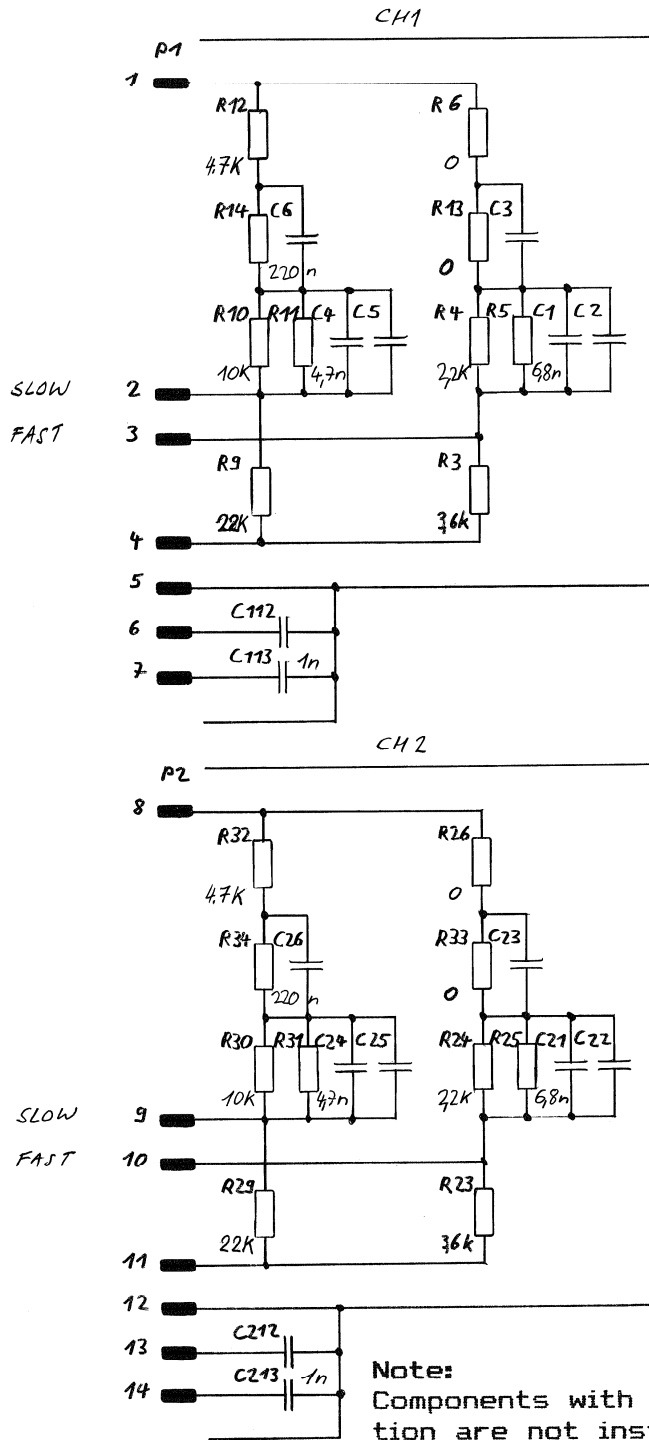 CH1
P1
1
R12 R6
4.7K 0
R14 C6 R13 C3
220n 0
R10 R11 C4 C5 R4 R5 C1 C2
10K 4,7n 2,2K 6,8n
SLOW 2
FAST 3
R9 R3
22K 3,6k
4
5
C112
6
C113 1n
7
CH2
P2
8
R32 R26
4.7K 0
R34 C26 R33 C23
220n 0
R30 R31 C24 C25 R24 R25 C21 C22
10K 4,7n 2,2K 6,8n
SLOW 9
FAST 10
R29 R23
22K 3,6k
11
12
C212
13
C213 1n
14
Note:
Components with
tion are not inst